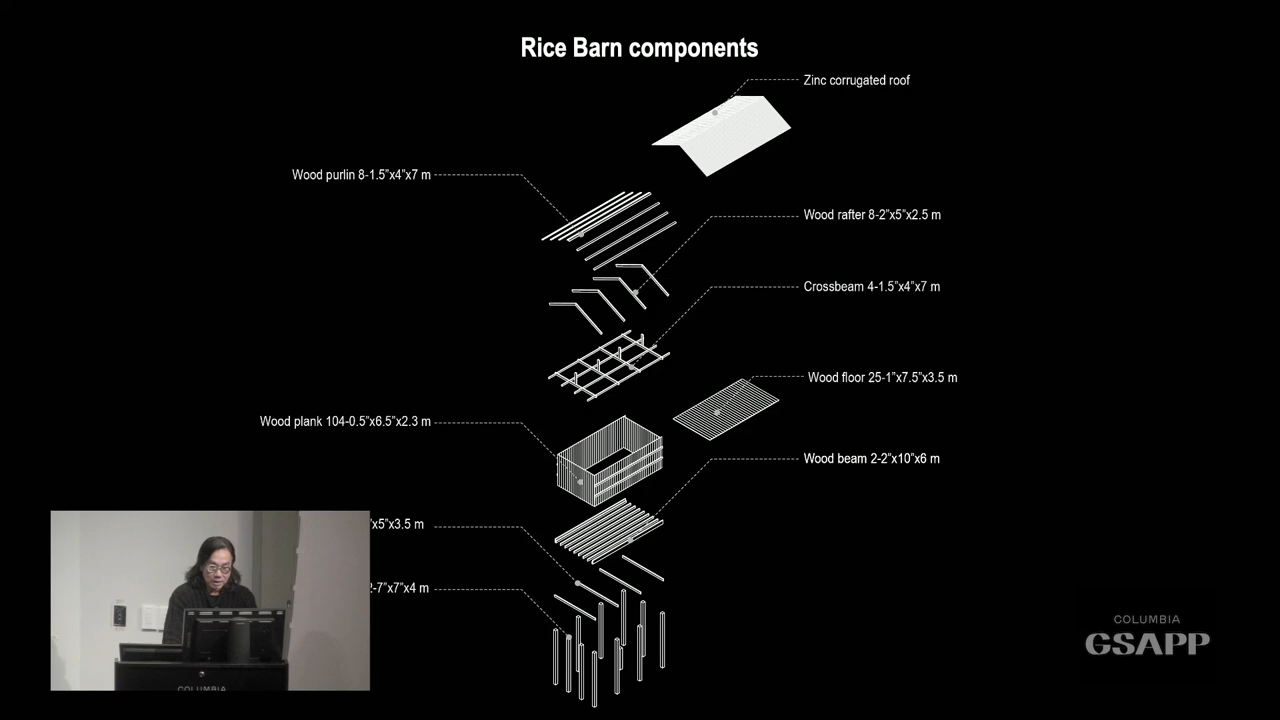 Rice Barn components
Zinc corrugated roof
Wood purlin 8-1.5"x4"x7 m
Wood rafter 8-2"x5"x2.5 m
Crossbeam 4-1.5"x4"x7 m
Wood floor 25-1"x7.5"x3.5 m
Wood plank 104-0.5"x6.5"x2.3 m
Wood beam 2-2"x10"x6 m
"x5"x3.5 m
2-7"x7"x4 m
COLUMBIA
GSAPP
COLUMBIA